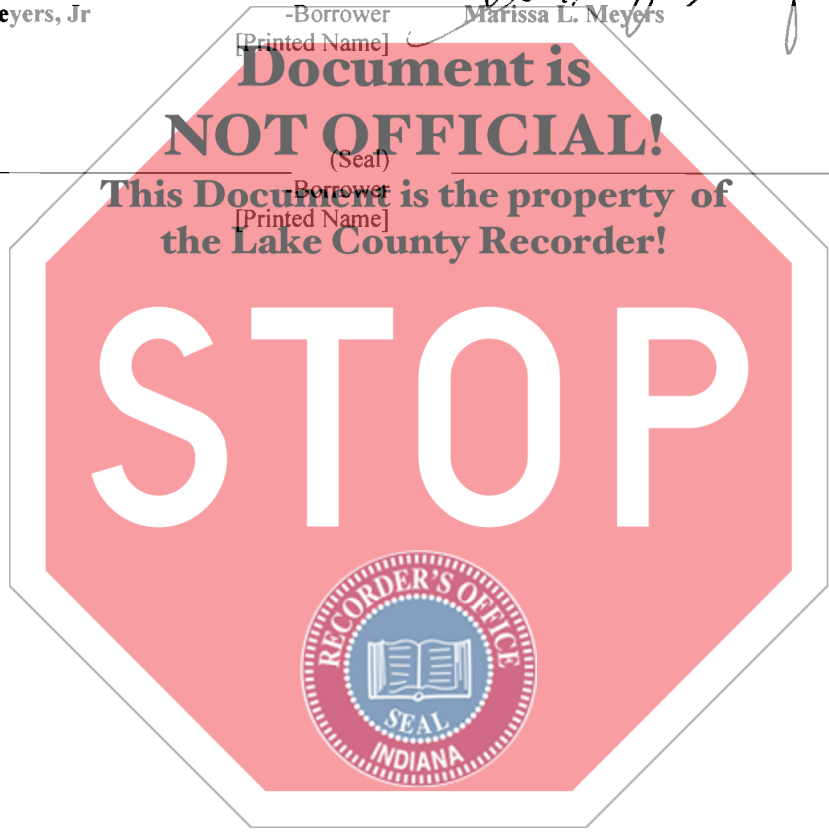 eyers, Jr -Borrower Marissa L. Meyers
[Printed Name]
Document is
NOT OFFICIAL!
(Seal)
This Document is the property of
-Borrower
[Printed Name]
the Lake County Recorder!
STOP
RECORDER'S OFFICE
SEAL
INDIANA